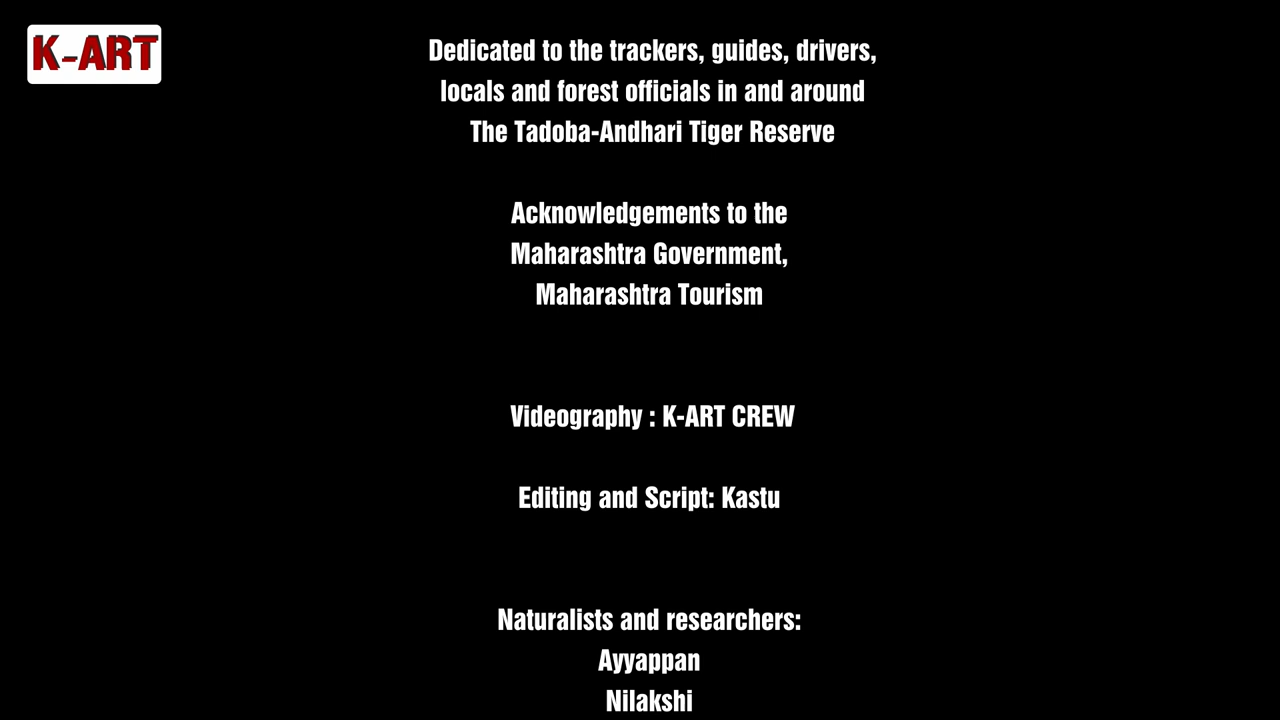 K-ART
Dedicated to the trackers, guides, drivers,
locals and forest officials in and around
The Tadoba-Andhari Tiger Reserve
Acknowledgements to the
Maharashtra Government,
Maharashtra Tourism
Videography : K-ART CREW
Editing and Script: Kastu
Naturalists and researchers:
Ayyappan
Nilakshi